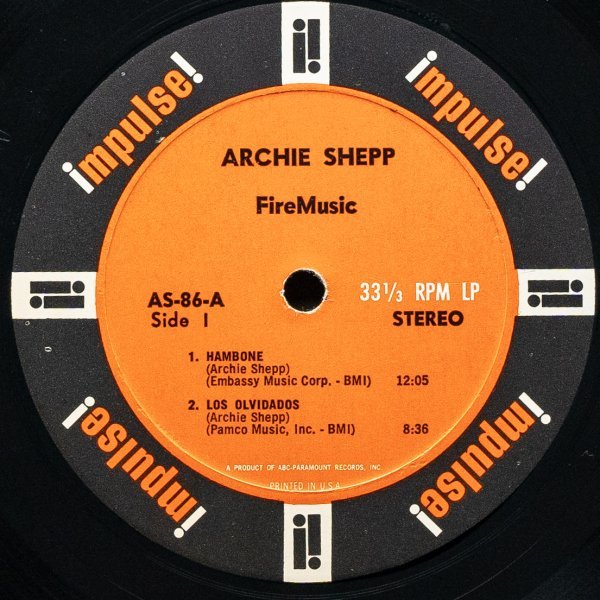 impulse!
i!
impulse!
ARCHIE SHEPP
FireMusic
i!
i!
AS-86-A
33 1/3 RPM LP
Side 1
STEREO
1. HAMBONE
(Archie Shepp)
(Embassy Music Corp. - BMI) 12:05
2. LOS OLVIDADOS
(Archie Shepp)
(Pamco Music, Inc. - BMI) 8:36
A PRODUCT OF ABC-PARAMOUNT RECORDS, INC.
PRINTED IN U.S.A.
impulse!
i!
impulse!